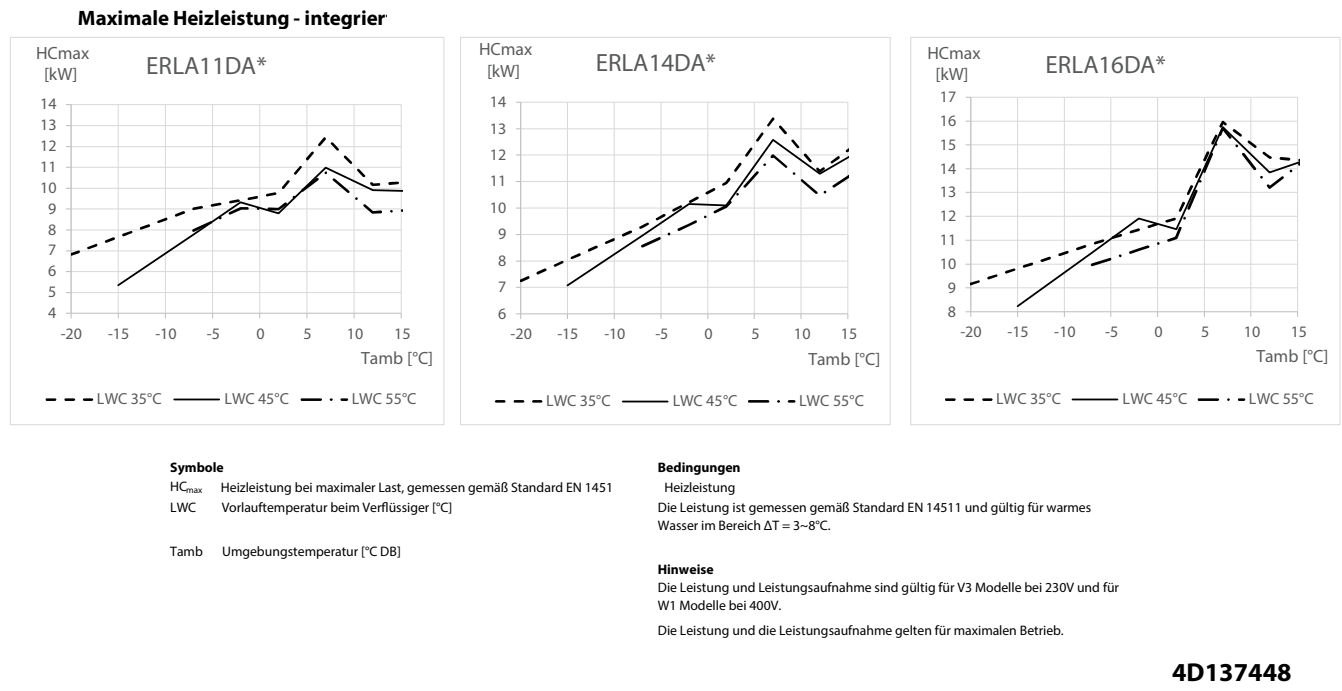 Maximale Heizleistung - integrier
HCmax
[kW]
ERLA11DA*
14
13
12
11
10
9
8
7
6
5
4
-20 -15 -10 -5 0 5 10 15
Tamb [°C]
LWC 35°C LWC 45°C LWC 55°C
HCmax
[kW]
ERLA14DA*
14
13
12
11
10
9
8
7
6
-20 -15 -10 -5 0 5 10 15
Tamb [°C]
LWC 35°C LWC 45°C LWC 55°C
HCmax
[kW]
ERLA16DA*
17
16
15
14
13
12
11
10
9
8
-20 -15 -10 -5 0 5 10 15
Tamb [°C]
LWC 35°C LWC 45°C LWC 55°C
Symbole
HCmax Heizleistung bei maximaler Last, gemessen gemäß Standard EN 1451
LWC Vorlauftemperatur beim Verflüssiger [°C]
Tamb Umgebungstemperatur [°C DB]
Bedingungen
Heizleistung
Die Leistung ist gemessen gemäß Standard EN 14511 und gültig für warmes
Wasser im Bereich ΔT = 3~8°C.
Hinweise
Die Leistung und Leistungsaufnahme sind gültig für V3 Modelle bei 230V und für
W1 Modelle bei 400V.
Die Leistung und die Leistungsaufnahme gelten für maximalen Betrieb.
4D137448